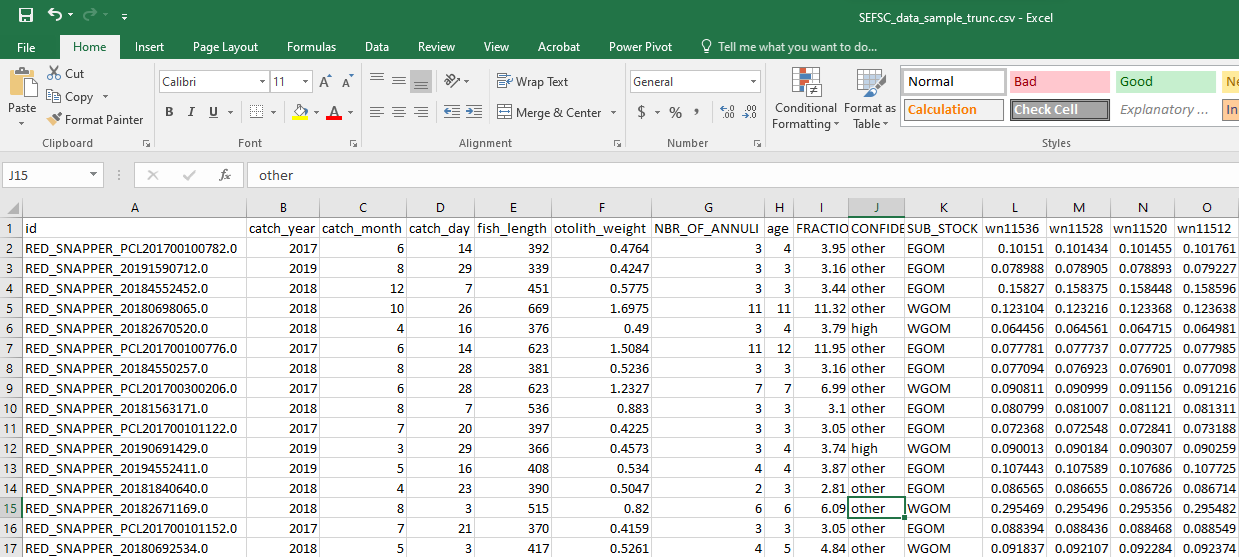 SEFSC_data_sample_trunc.csv - Excel
File Home Insert Page Layout Formulas Data Review View Acrobat Power Pivot Tell me what you want to do...
Cut
Copy
Format Painter
Paste
Clipboard
Calibri 11
B I U A
Font
Wrap Text
Merge & Center
Alignment
General
$ % ,
Number
Conditional Formatting
Format as Table
Normal Bad Good Ne
Calculation Check Cell Explanatory ... In
Styles
J15 fx other
A B C D E F G H I J K L M N O
1 id catch_year catch_month catch_day fish_length otolith_weight NBR_OF_ANNULI age FRACTIO CONFIDE SUB_STOCK wn11536 wn11528 wn11520 wn11512
2 RED_SNAPPER_PCL201700100782.0 2017 6 14 392 0.4764 3 4 3.95 other EGOM 0.10151 0.101434 0.101455 0.101761
3 RED_SNAPPER_20191590712.0 2019 8 29 339 0.4247 3 3 3.16 other EGOM 0.078988 0.078905 0.078893 0.079227
4 RED_SNAPPER_20184552452.0 2018 12 7 451 0.5775 3 3 3.44 other EGOM 0.15827 0.158375 0.158448 0.158596
5 RED_SNAPPER_20180698065.0 2018 10 26 669 1.6975 11 11 11.32 other WGOM 0.123104 0.123216 0.123368 0.123638
6 RED_SNAPPER_20182670520.0 2018 4 16 376 0.49 3 4 3.79 high WGOM 0.064456 0.064561 0.064715 0.064981
7 RED_SNAPPER_PCL201700100776.0 2017 6 14 623 1.5084 11 12 11.95 other EGOM 0.077781 0.077737 0.077725 0.077985
8 RED_SNAPPER_20184550257.0 2018 8 28 381 0.5236 3 3 3.16 other EGOM 0.077094 0.076923 0.076901 0.077098
9 RED_SNAPPER_PCL201700300206.0 2017 6 28 623 1.2327 7 7 6.99 other WGOM 0.090811 0.090999 0.091156 0.091216
10 RED_SNAPPER_20181563171.0 2018 8 7 536 0.883 3 3 3.1 other EGOM 0.080799 0.081007 0.081121 0.081311
11 RED_SNAPPER_PCL201700101122.0 2017 7 20 397 0.4225 3 3 3.05 other EGOM 0.072368 0.072548 0.072841 0.073188
12 RED_SNAPPER_20190691429.0 2019 3 29 366 0.4573 3 4 3.74 high WGOM 0.090013 0.090184 0.090307 0.090259
13 RED_SNAPPER_20194552411.0 2019 5 16 408 0.534 4 4 3.87 other EGOM 0.107443 0.107589 0.107686 0.107725
14 RED_SNAPPER_20181840640.0 2018 4 23 390 0.5047 2 3 2.81 other EGOM 0.086565 0.086655 0.086726 0.086714
15 RED_SNAPPER_20182671169.0 2018 8 3 515 0.82 6 6 6.09 other WGOM 0.295469 0.295496 0.295356 0.295482
16 RED_SNAPPER_PCL201700101152.0 2017 7 21 370 0.4159 3 3 3.05 other EGOM 0.088394 0.088436 0.088468 0.088549
17 RED_SNAPPER_20180692534.0 2018 5 3 417 0.5261 4 5 4.84 other WGOM 0.091837 0.092107 0.092284 0.092374